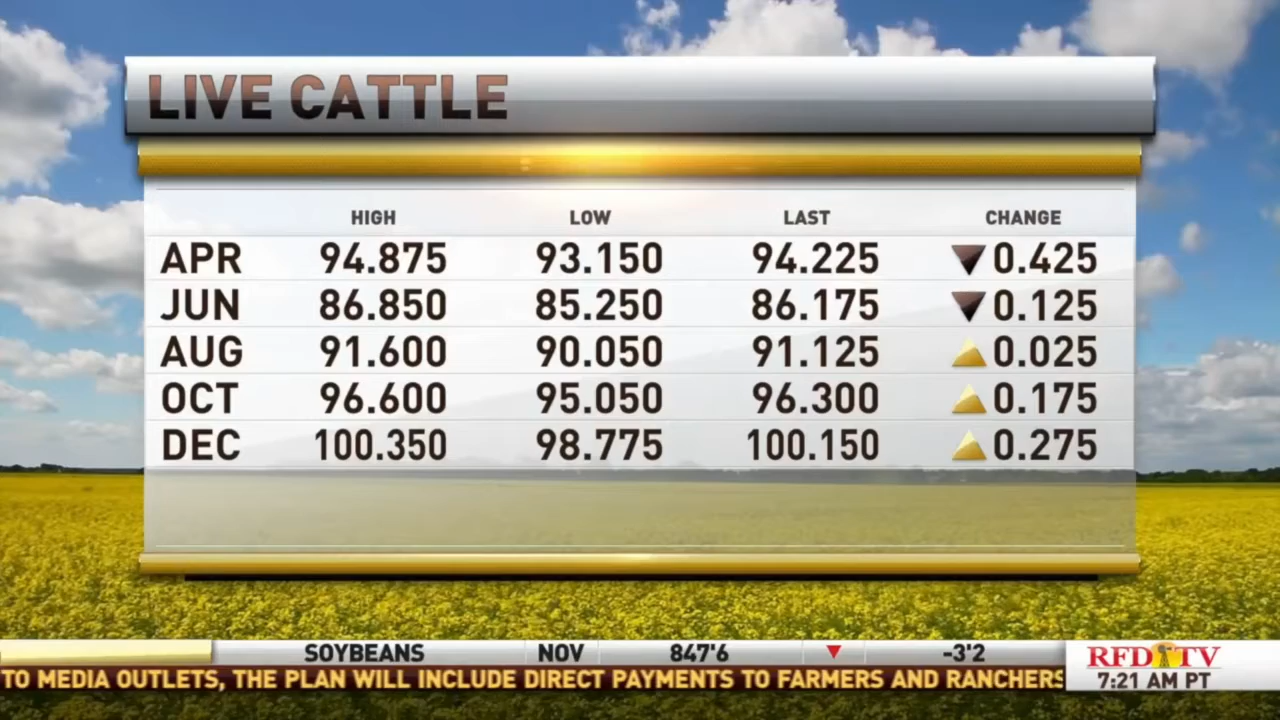 LIVE CATTLE
HIGH LOW LAST CHANGE
APR 94.875 93.150 94.225 ▼ 0.425
JUN 86.850 85.250 86.175 ▼ 0.125
AUG 91.600 90.050 91.125 ▲ 0.025
OCT 96.600 95.050 96.300 ▲ 0.175
DEC 100.350 98.775 100.150 ▲ 0.275
SOYBEANS NOV 847'6 ▼ -3'2
RFD TV
TO MEDIA OUTLETS, THE PLAN WILL INCLUDE DIRECT PAYMENTS TO FARMERS AND RANCHERS
7:21 AM PT